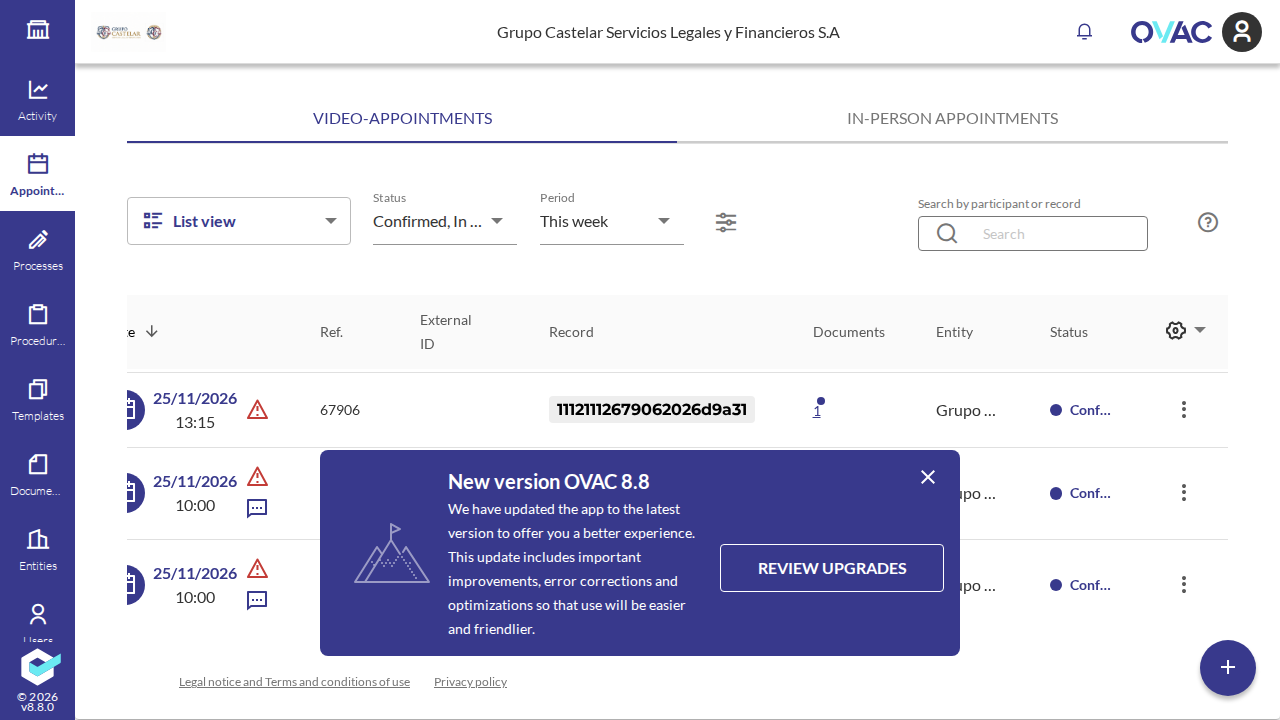 GRUPO
CASTELAR
Grupo Castelar Servicios Legales y Financieros S.A
OVAC
Activity
Appoint...
Processes
Procedur...
Templates
Docume...
Entities
Users
© 2026
v8.8.0
VIDEO-APPOINTMENTS
IN-PERSON APPOINTMENTS
List view
Status
Confirmed, In ...
Period
This week
Search by participant or record
Search
Ref.
External
ID
Record
Documents
Entity
Status
25/11/2026
13:15
67906
11121112679062026d9a31
1
Grupo ...
Conf...
25/11/2026
10:00
Conf...
25/11/2026
10:00
Conf...
New version OVAC 8.8
We have updated the app to the latest
version to offer you a better experience.
This update includes important
improvements, error corrections and
optimizations so that use will be easier
and friendlier.
REVIEW UPGRADES
Legal notice and Terms and conditions of use
Privacy policy